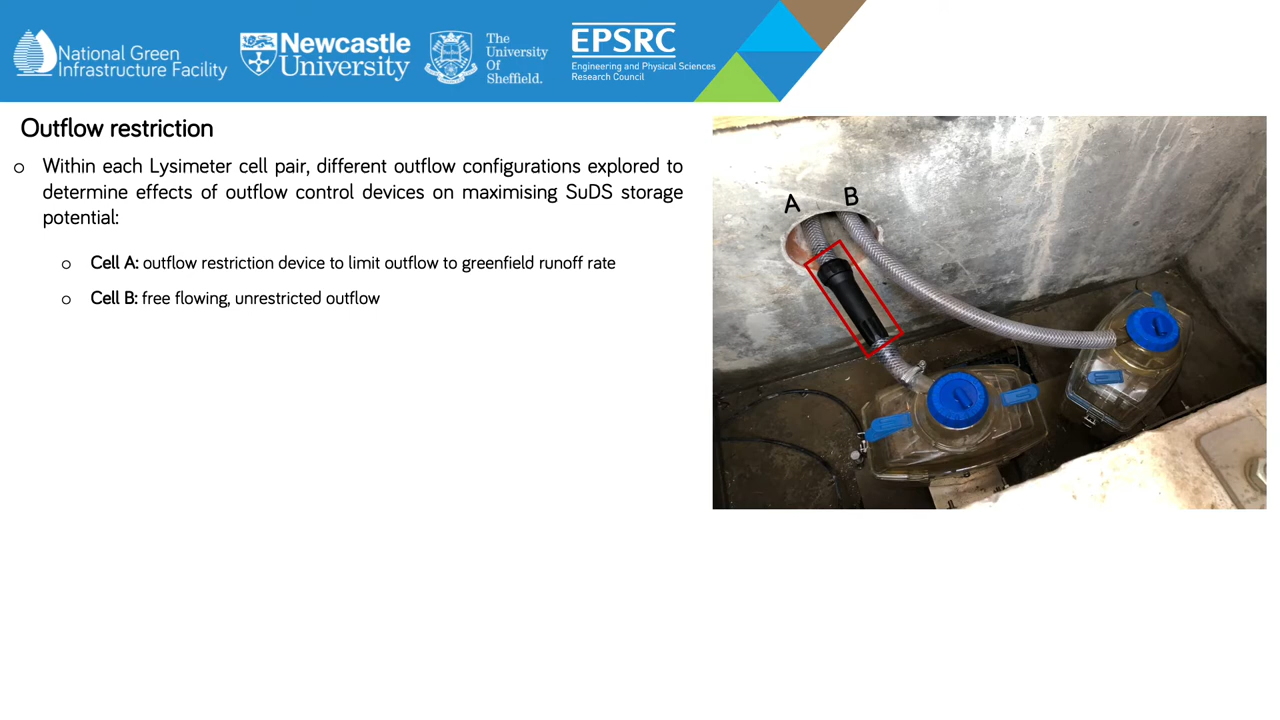 National Green
Infrastructure Facility
Newcastle
University
The
University
Of
Sheffield.
EPSRC
Engineering and Physical Sciences
Research Council
Outflow restriction
o Within each Lysimeter cell pair, different outflow configurations explored to
determine effects of outflow control devices on maximising SuDS storage
potential:
o Cell A: outflow restriction device to limit outflow to greenfield runoff rate
o Cell B: free flowing, unrestricted outflow
A
B